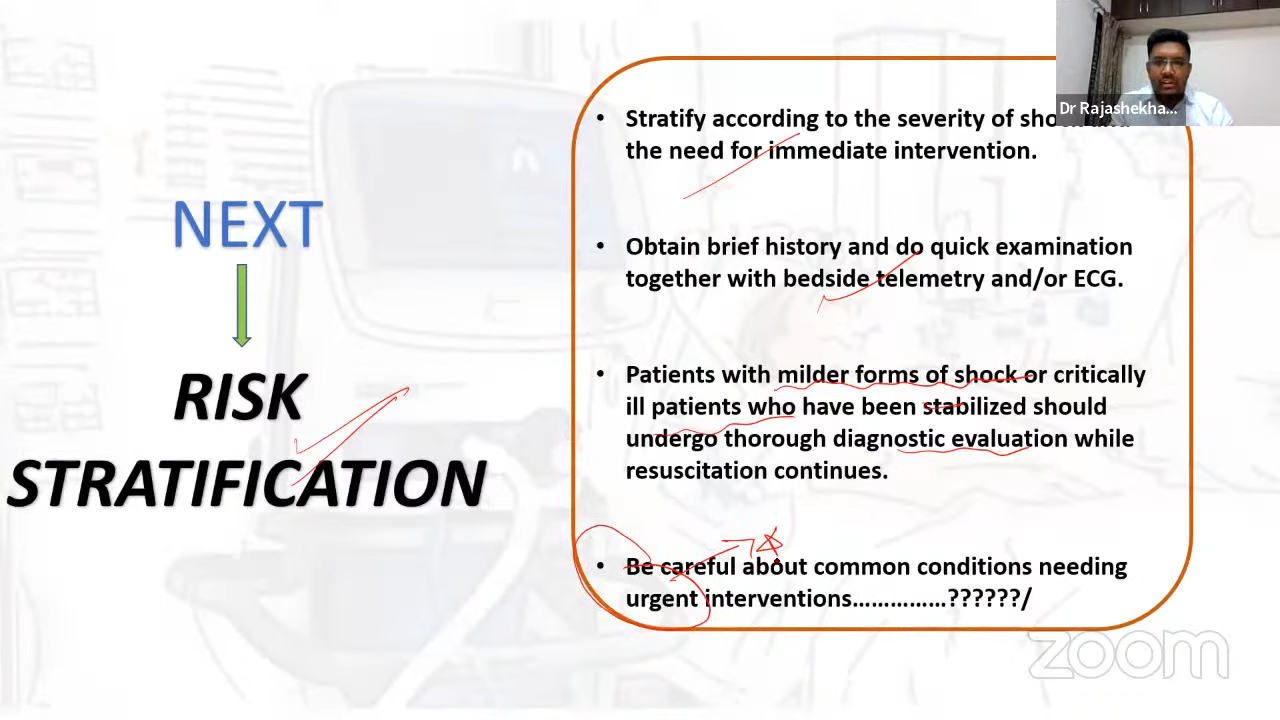 NEXT
RISK
STRATIFICATION
• Stratify according to the severity of
the need for immediate intervention.
• Obtain brief history and do quick examination
together with bedside telemetry and/or ECG.
• Patients with milder forms of shock or critically
ill patients who have been stabilized should
undergo thorough diagnostic evaluation while
resuscitation continues.
• Be careful about common conditions needing
urgent interventions……………??????/
Dr Rajashekha...
zoom